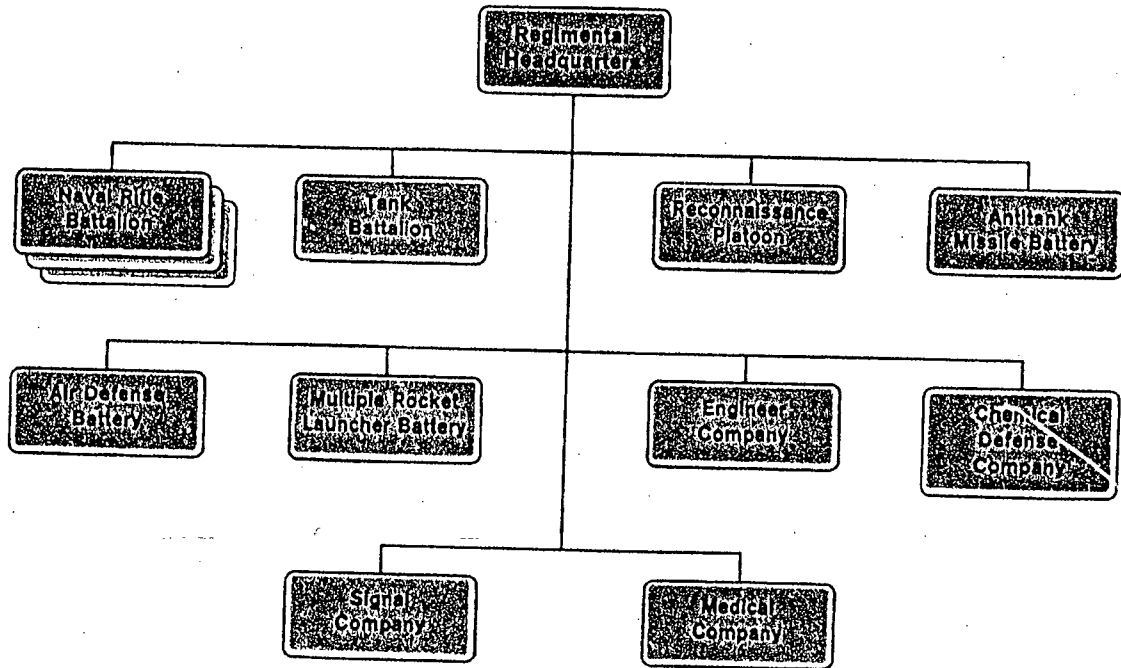 Regimental
Headquarters
Naval Rifle
Battalion
Tank
Battalion
Reconnaissance
Platoon
Antitank
Missile Battery
Air Defense
Battery
Multiple Rocket
Launcher Battery
Engineer
Company
Chemical
Defense
Company
Signal
Company
Medical
Company